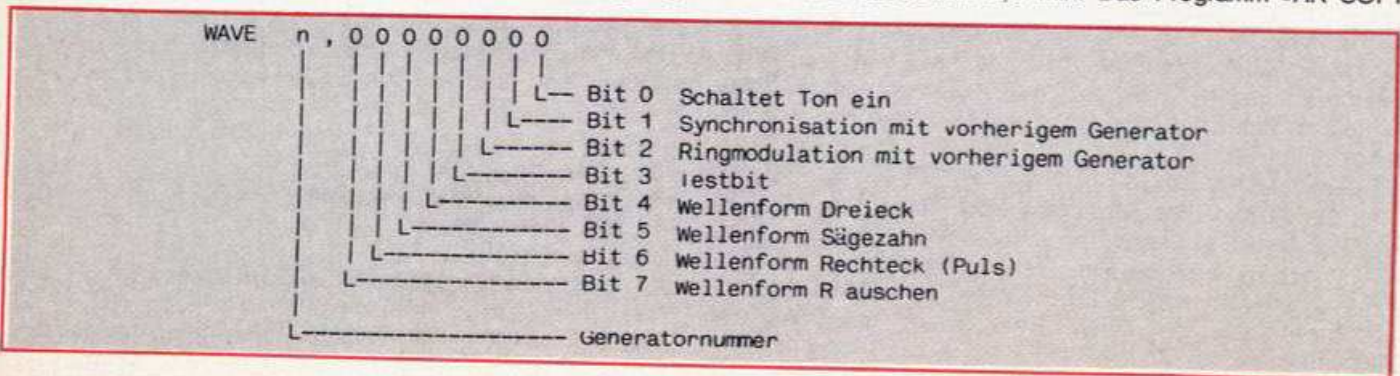 Das Programm
WAVE n , 0 0 0 0 0 0 0 0
Bit 0 Schaltet Ton ein
Bit 1 Synchronisation mit vorherigem Generator
Bit 2 Ringmodulation mit vorherigem Generator
Bit 3 Testbit
Bit 4 Wellenform Dreieck
Bit 5 Wellenform Sägezahn
Bit 6 Wellenform Rechteck (Puls)
Bit 7 Wellenform R auschen
Generatornummer